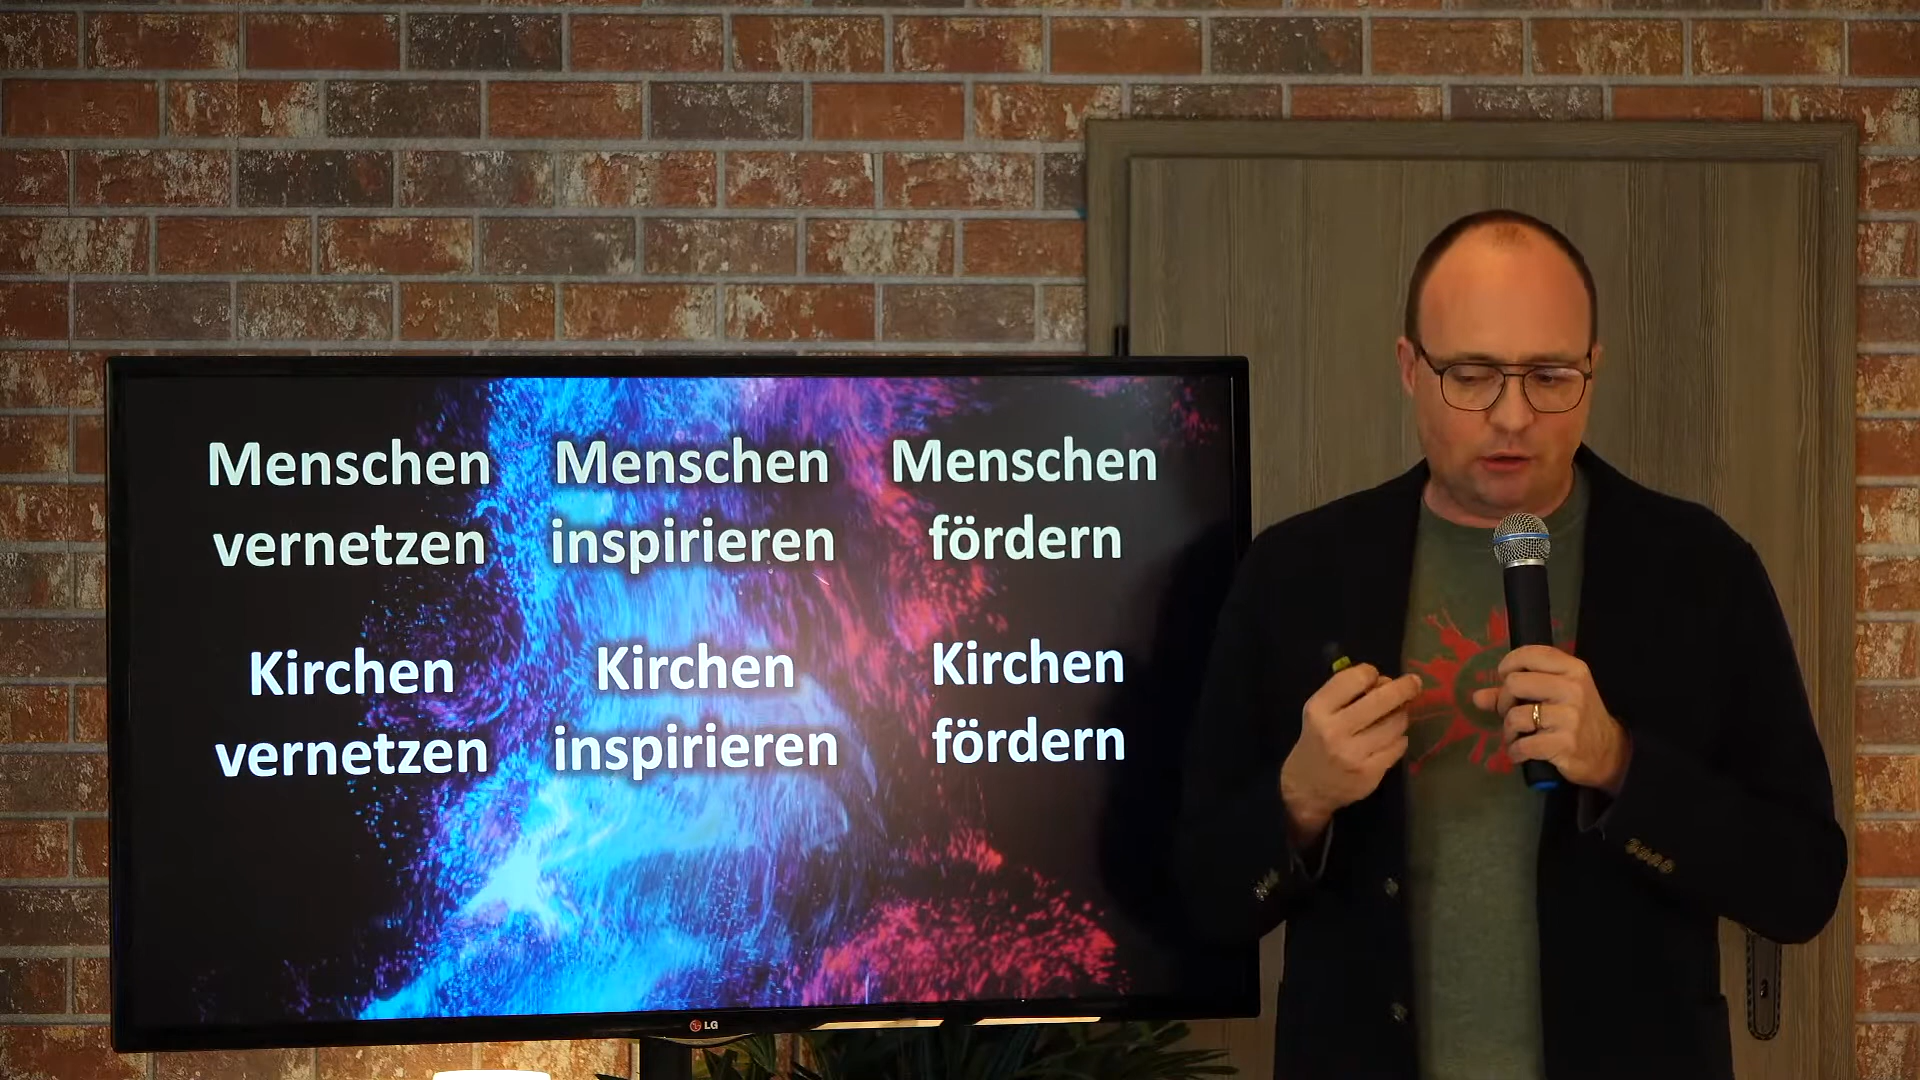 Menschen Menschen Menschen
vernetzen inspirieren fördern
Kirchen Kirchen Kirchen
vernetzen inspirieren fördern
LG